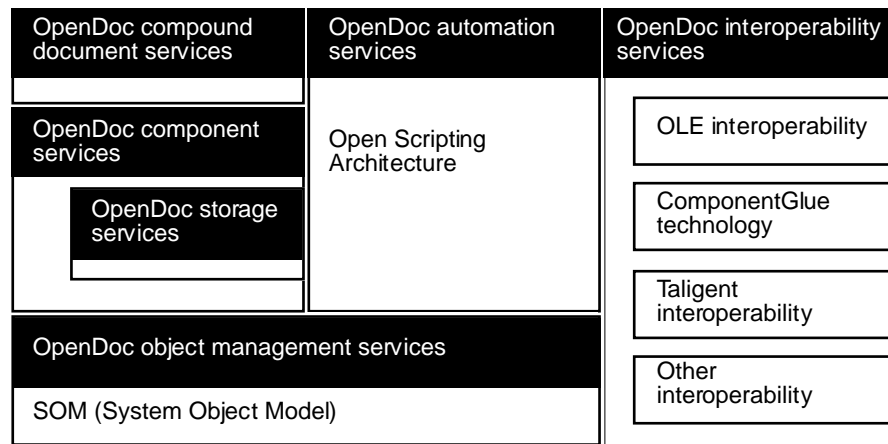 OpenDoc compound
document services
OpenDoc component
services
OpenDoc storage
services
OpenDoc automation
services
Open Scripting
Architecture
OpenDoc object management services
SOM (System Object Model)
OpenDoc interoperability
services
OLE interoperability
ComponentGlue
technology
Taligent
interoperability
Other
interoperability